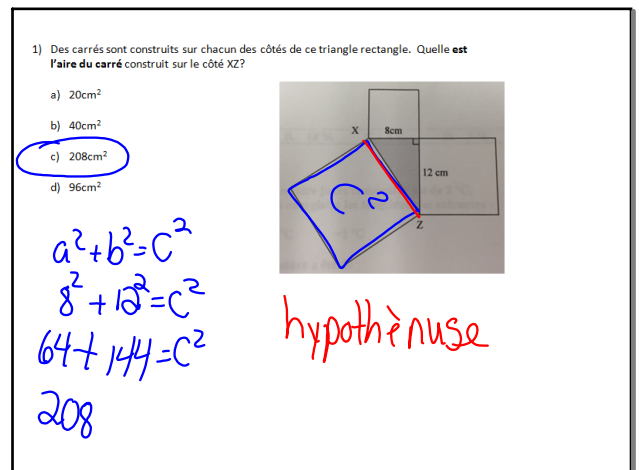 1) Des carrés sont construits sur chacun des côtés de ce triangle rectangle. Quelle est
l'aire du carré construit sur le côté XZ?
a) 20cm²
b) 40cm²
c) 208cm²
d) 96cm²
X
8cm
12 cm
Z
C²
a²+b²=C²
8²+12²=C²
64+144=C²
208
hypothènuse